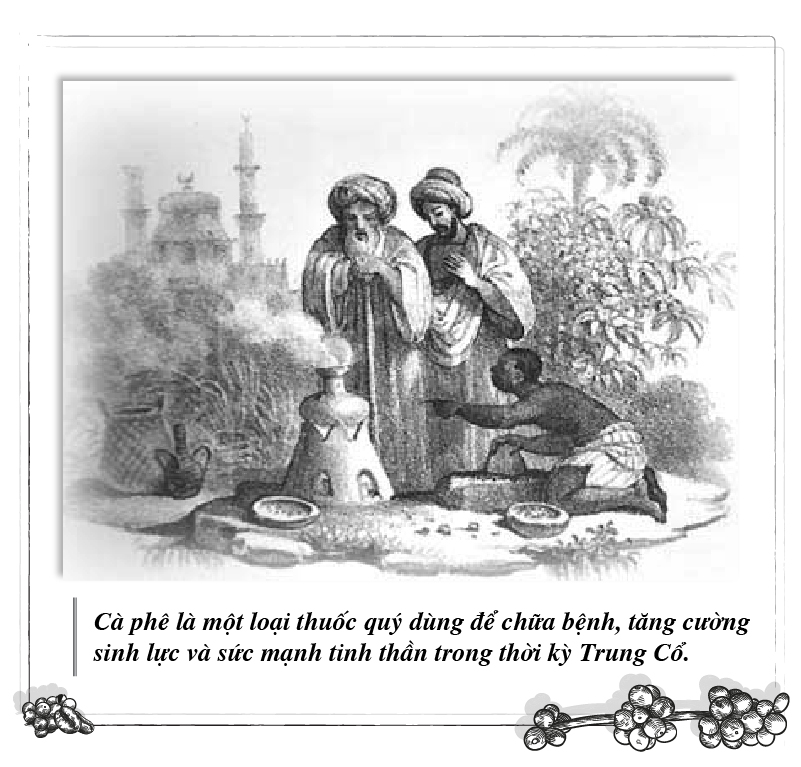 Cà phê là một loại thuốc quý dùng để chữa bệnh, tăng cường
sinh lực và sức mạnh tinh thần trong thời kỳ Trung Cổ.